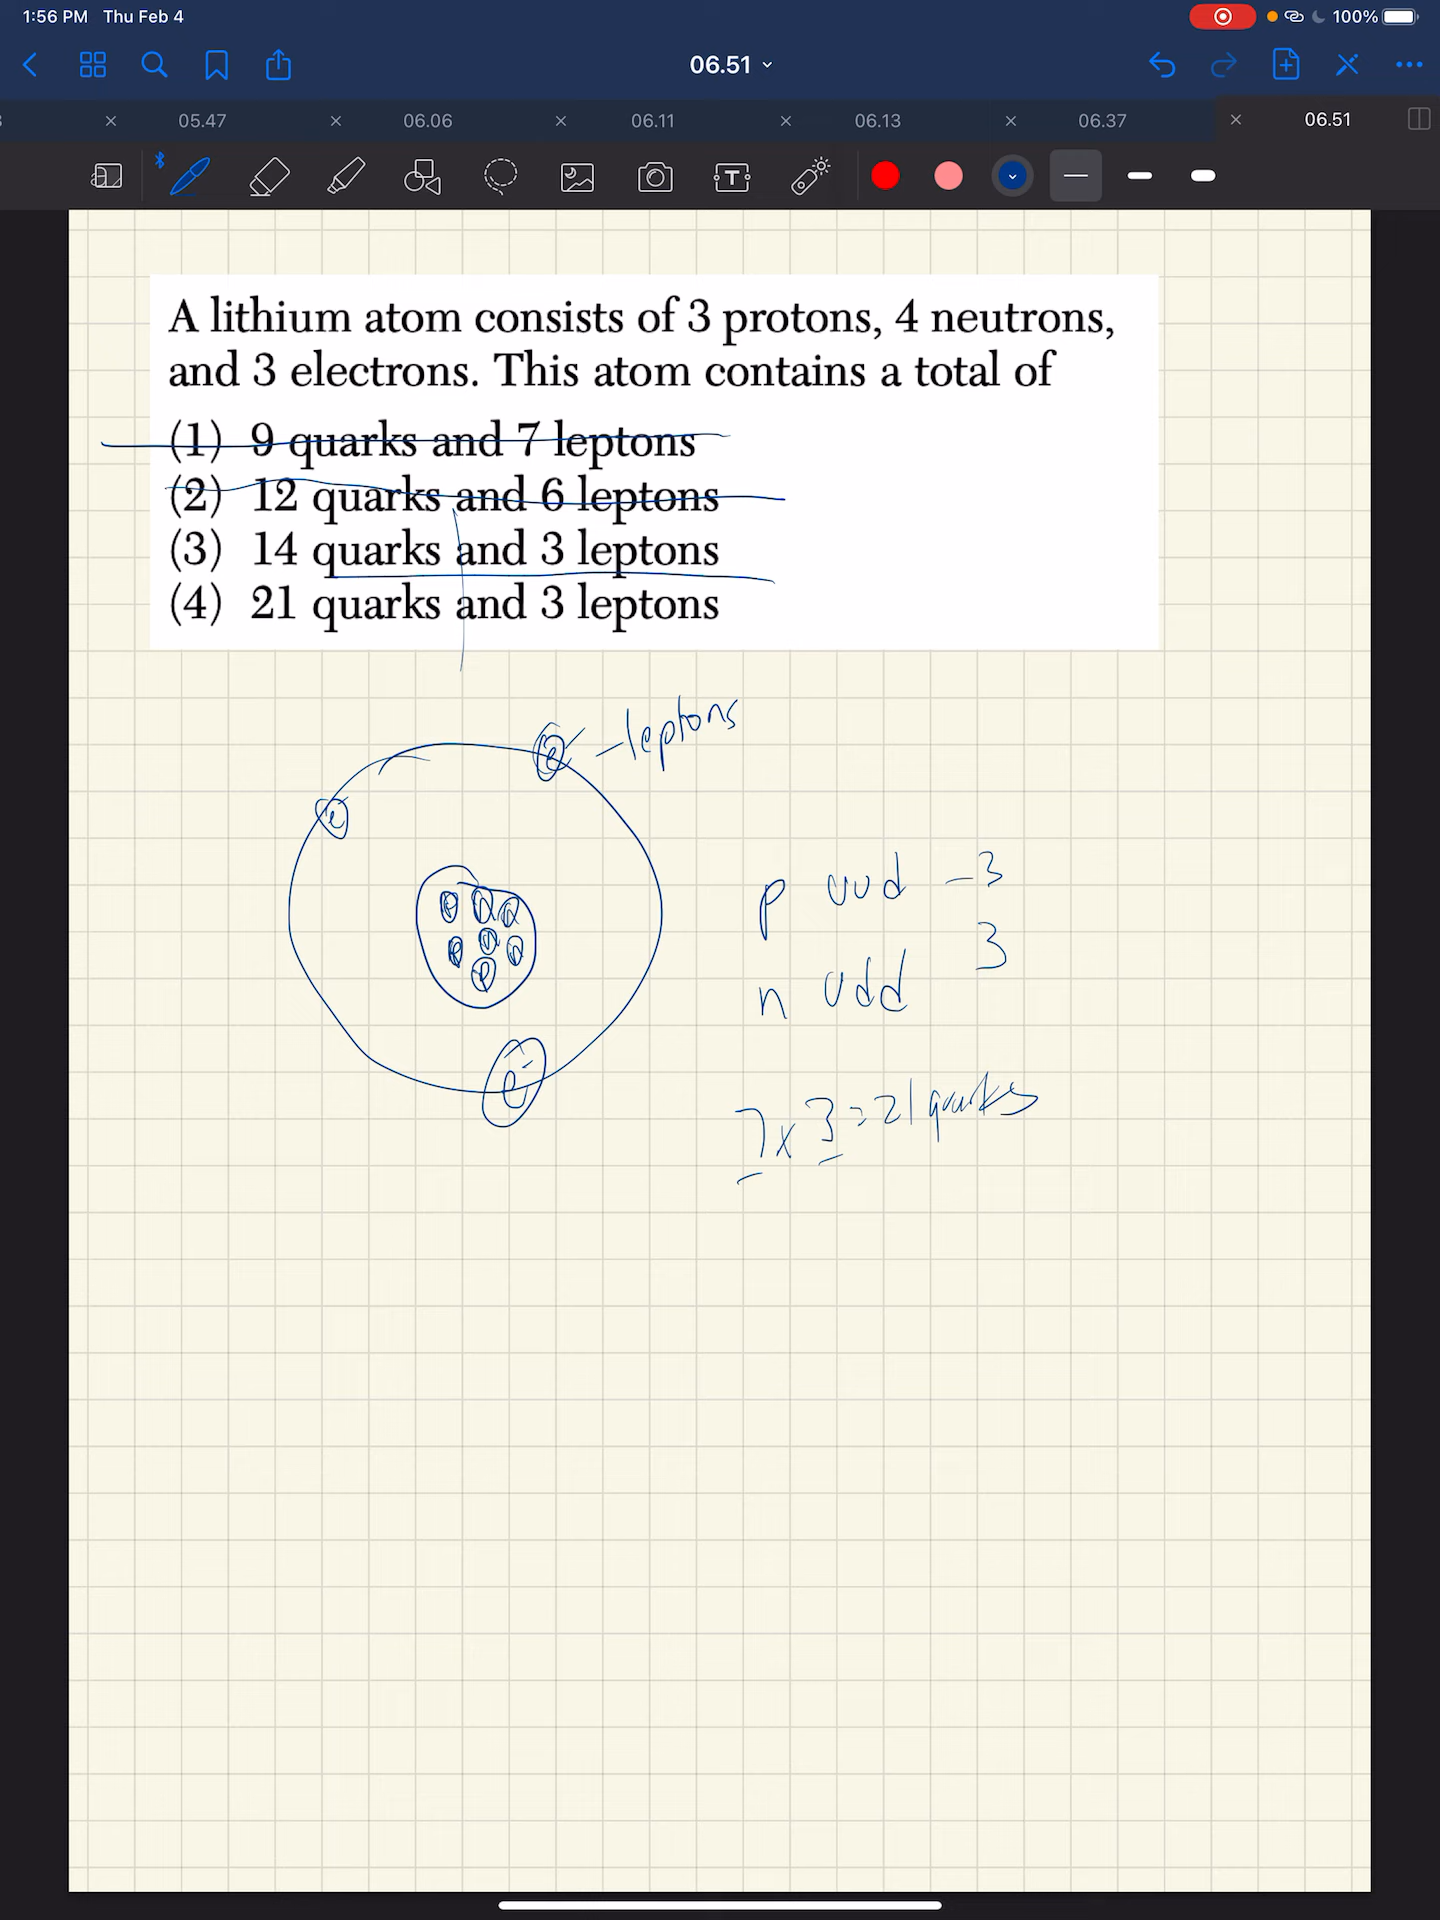 1:56 PM Thu Feb 4
100%
06.51
05.47
06.06
06.11
06.13
06.37
06.51
A lithium atom consists of 3 protons, 4 neutrons,
and 3 electrons. This atom contains a total of
(1) 9 quarks and 7 leptons
(2) 12 quarks and 6 leptons
(3) 14 quarks and 3 leptons
(4) 21 quarks and 3 leptons
e⁻ – leptons
e⁻
p uud – 3
n udd 3
e⁻
7 x 3 = 21 quarks